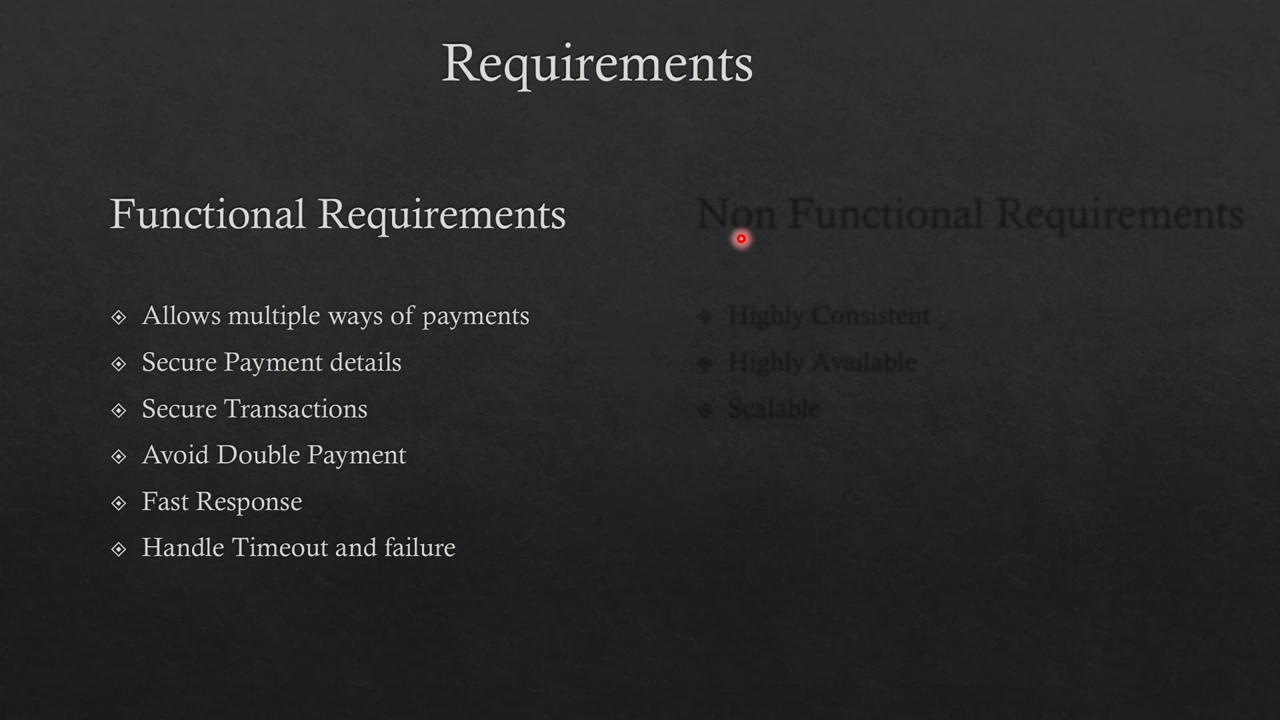 Requirements
Functional Requirements
Allows multiple ways of payments
Secure Payment details
Secure Transactions
Avoid Double Payment
Fast Response
Handle Timeout and failure
Non Functional Requirements
Highly Consistent
Highly Available
Scalable